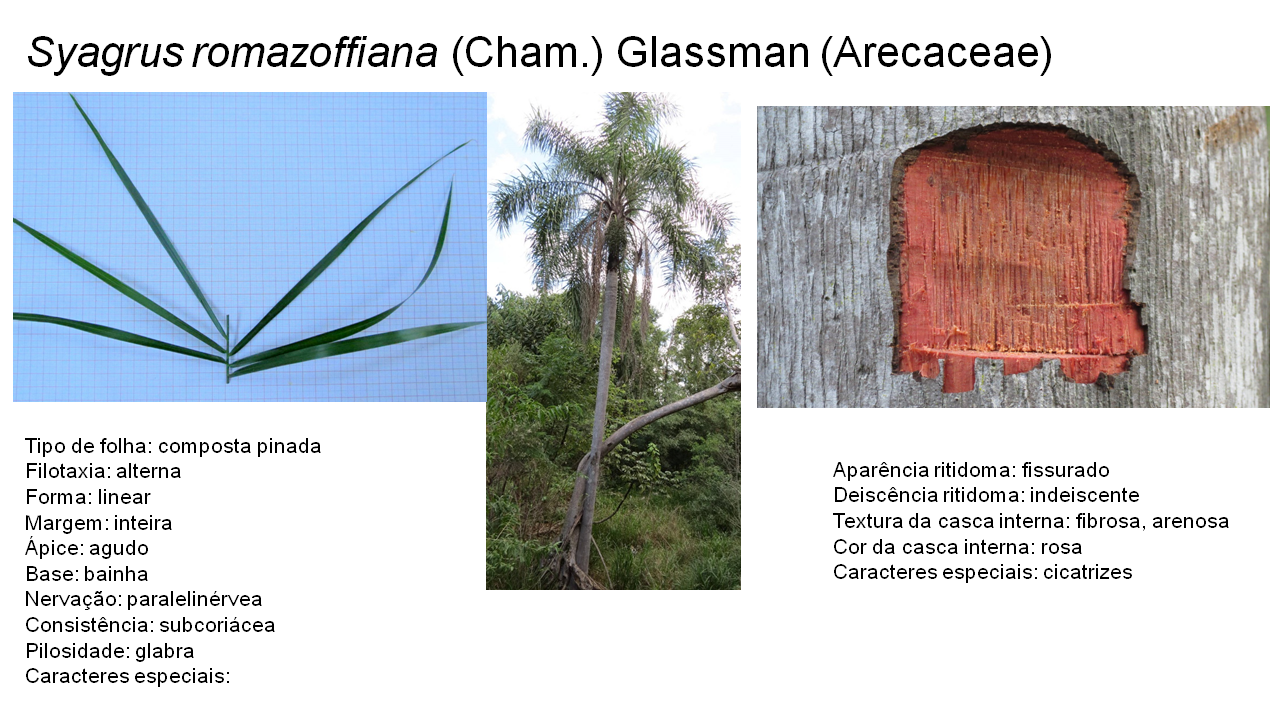 Syagrus romazoffiana (Cham.) Glassman (Arecaceae)
Tipo de folha: composta pinada
Filotaxia: alterna
Forma: linear
Margem: inteira
Ápice: agudo
Base: bainha
Nervação: paralelinérvea
Consistência: subcoriácea
Pilosidade: glabra
Caracteres especiais:
Aparência ritidoma: fissurado
Deiscência ritidoma: indeiscente
Textura da casca interna: fibrosa, arenosa
Cor da casca interna: rosa
Caracteres especiais: cicatrizes